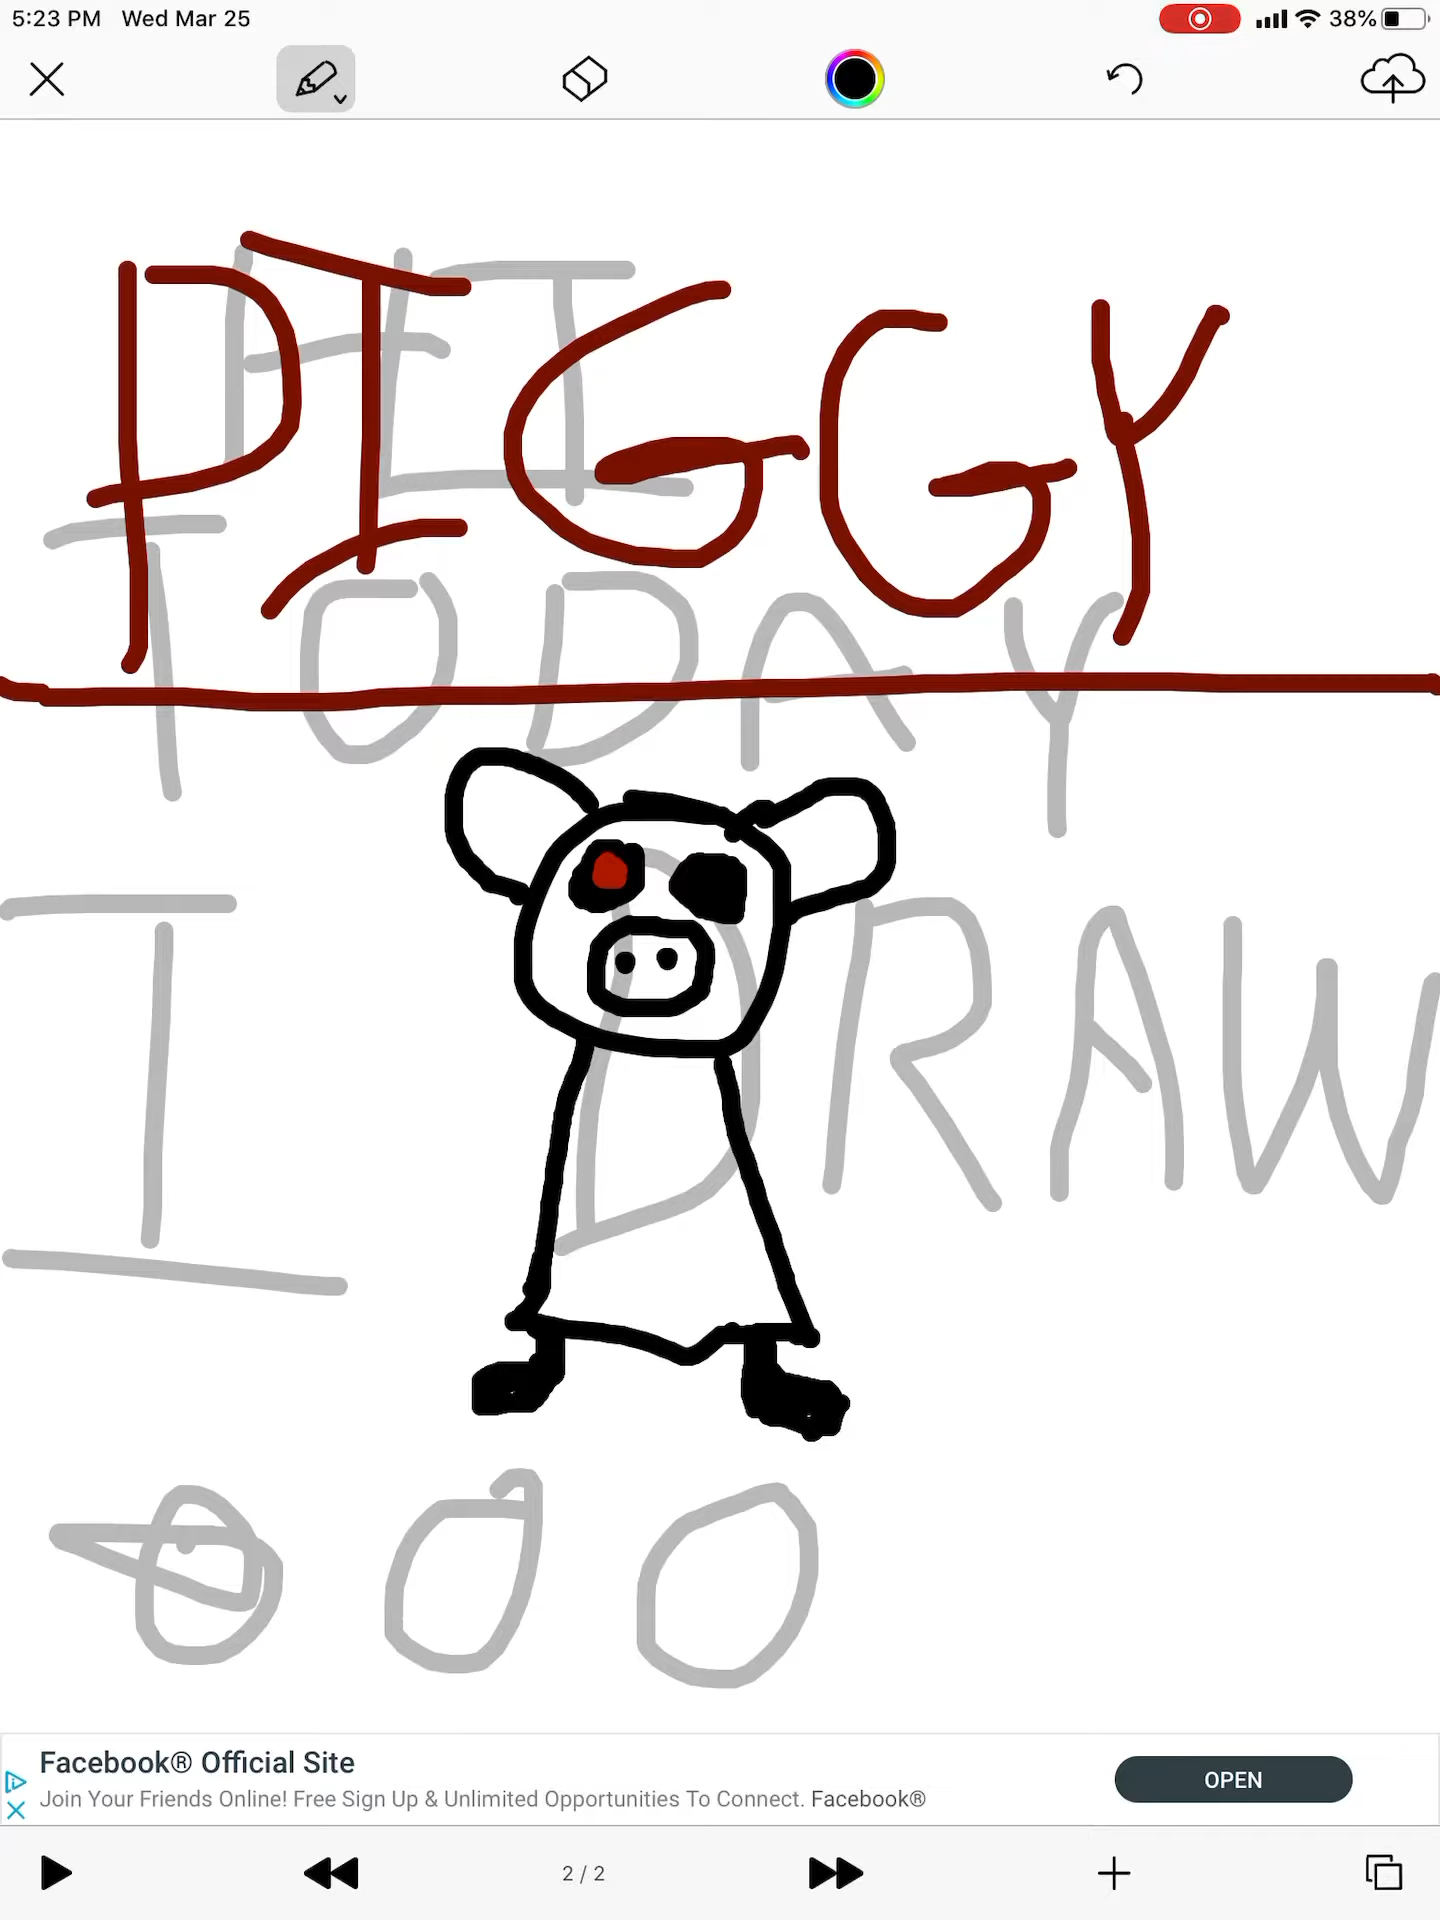 5:23 PM Wed Mar 25 38%
PIGGY
HI
TODAY
I DRAW
Facebook® Official Site
Join Your Friends Online! Free Sign Up & Unlimited Opportunities To Connect. Facebook®
OPEN
2 / 2